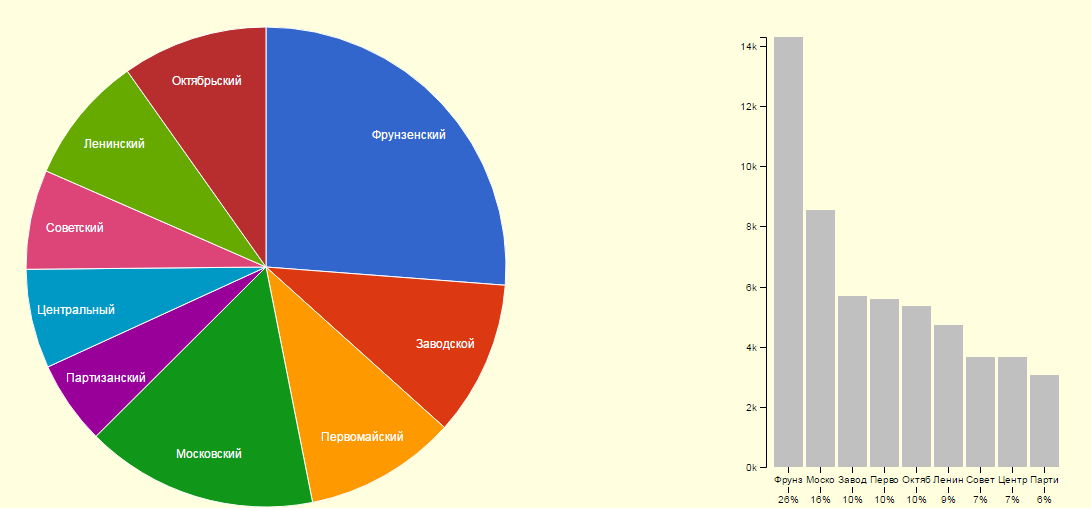 Октябрьский
Фрунзенский
Ленинский
Советский
Центральный
Заводской
Партизанский
Первомайский
Московский
14k
12k
10k
8k
6k
4k
2k
0k
Фрунз Моско Завод Перво Октяб Ленин Совет Центр Парти
26% 16% 10% 10% 10% 9% 7% 7% 6%